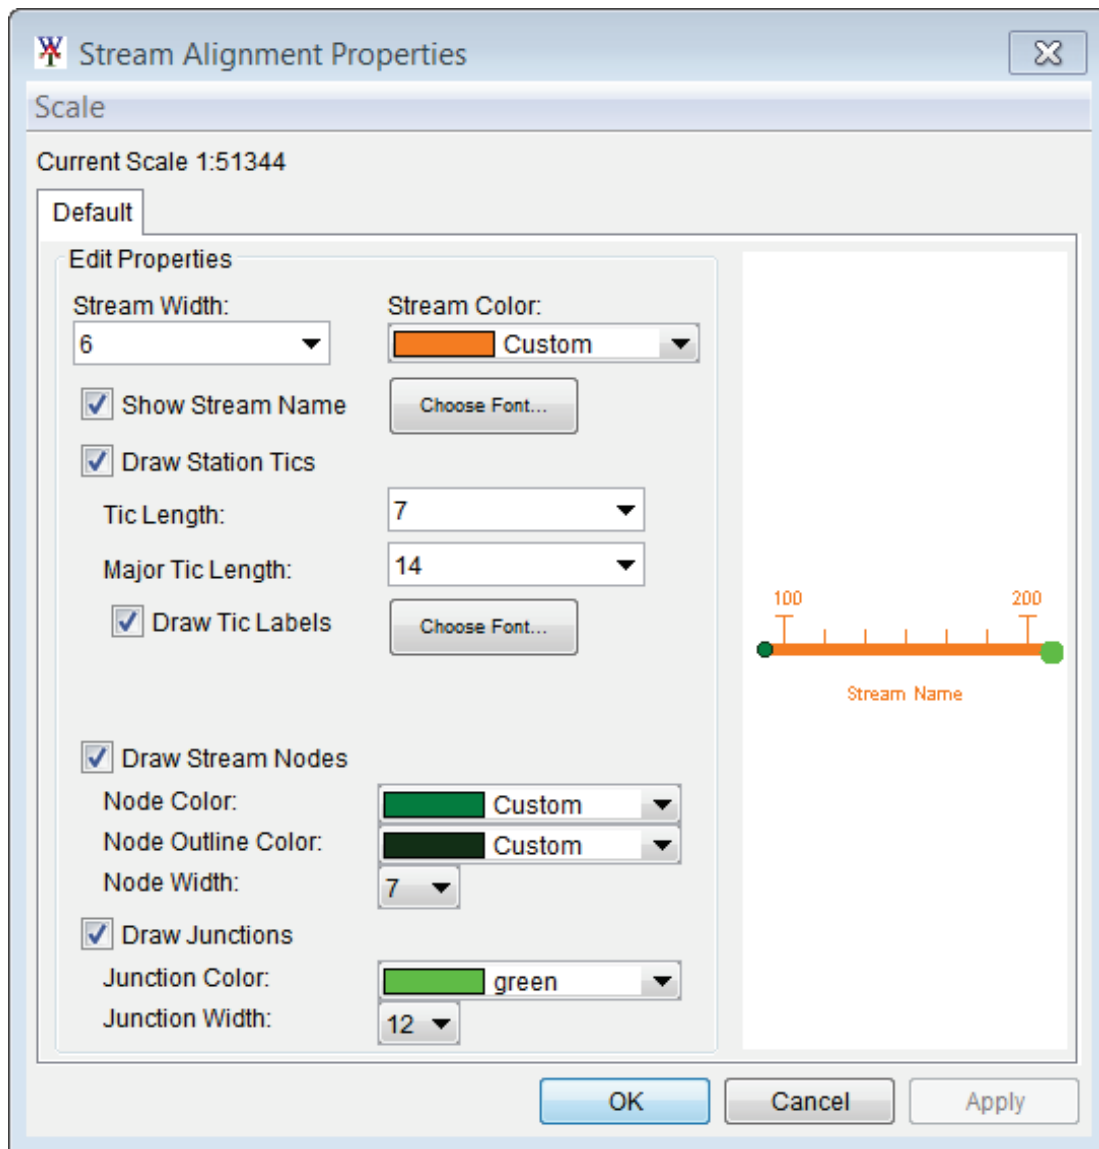 Stream Alignment Properties
Scale
Current Scale 1:51344
Default
Edit Properties
Stream Width: Stream Color:
6 Custom
Show Stream Name Choose Font...
Draw Station Tics
Tic Length: 7
Major Tic Length: 14
Draw Tic Labels Choose Font...
100 200
Stream Name
Draw Stream Nodes
Node Color: Custom
Node Outline Color: Custom
Node Width: 7
Draw Junctions
Junction Color: green
Junction Width: 12
OK Cancel Apply